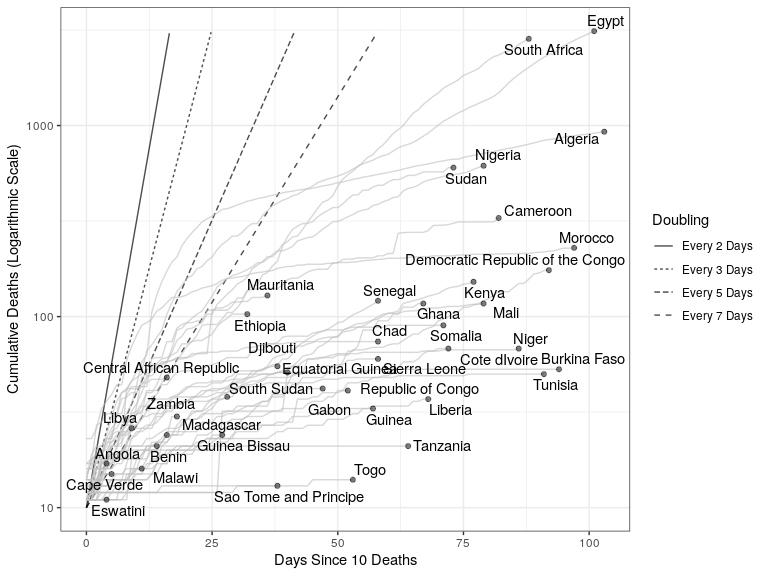 Egypt
South Africa
Algeria
Nigeria
Sudan
Cameroon
Morocco
Democratic Republic of the Congo
Mauritania
Senegal
Kenya
Ghana
Mali
Ethiopia
Chad
Somalia
Djibouti
Niger
Cote dIvoire
Burkina Faso
Central African Republic
Equatorial Guinea
Sierra Leone
Tunisia
South Sudan
Republic of Congo
Zambia
Gabon
Liberia
Libya
Madagascar
Guinea
Guinea Bissau
Tanzania
Angola
Benin
Togo
Malawi
Cape Verde
Sao Tome and Principe
Eswatini
1000
100
10
0
25
50
75
100
Days Since 10 Deaths
Cumulative Deaths (Logarithmic Scale)
Doubling
Every 2 Days
Every 3 Days
Every 5 Days
Every 7 Days